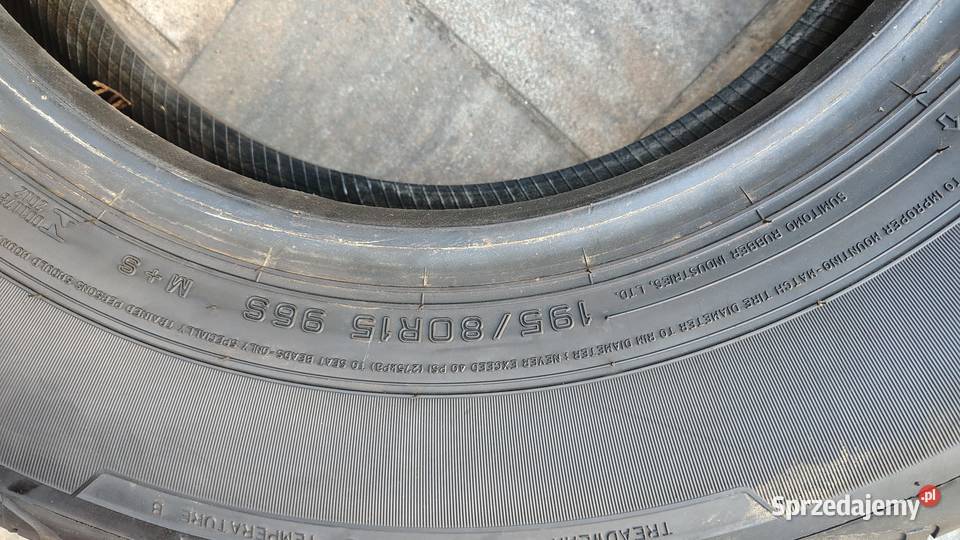 SUMITOMO RUBBER INDUSTRIES, LTD.
195/80R15 96S M+S
TO IMPROPER MOUNTING-MATCH TIRE DIAMETER TO RIM DIAMETER; NEVER EXCEED 40 PSI (275kPa) TO SEAT BEADS-ONLY SPECIALLY TRAINED PERSONS SHOULD MOUNT
TREADWEAR
TEMPERATURE B
Sprzedajemy.pl